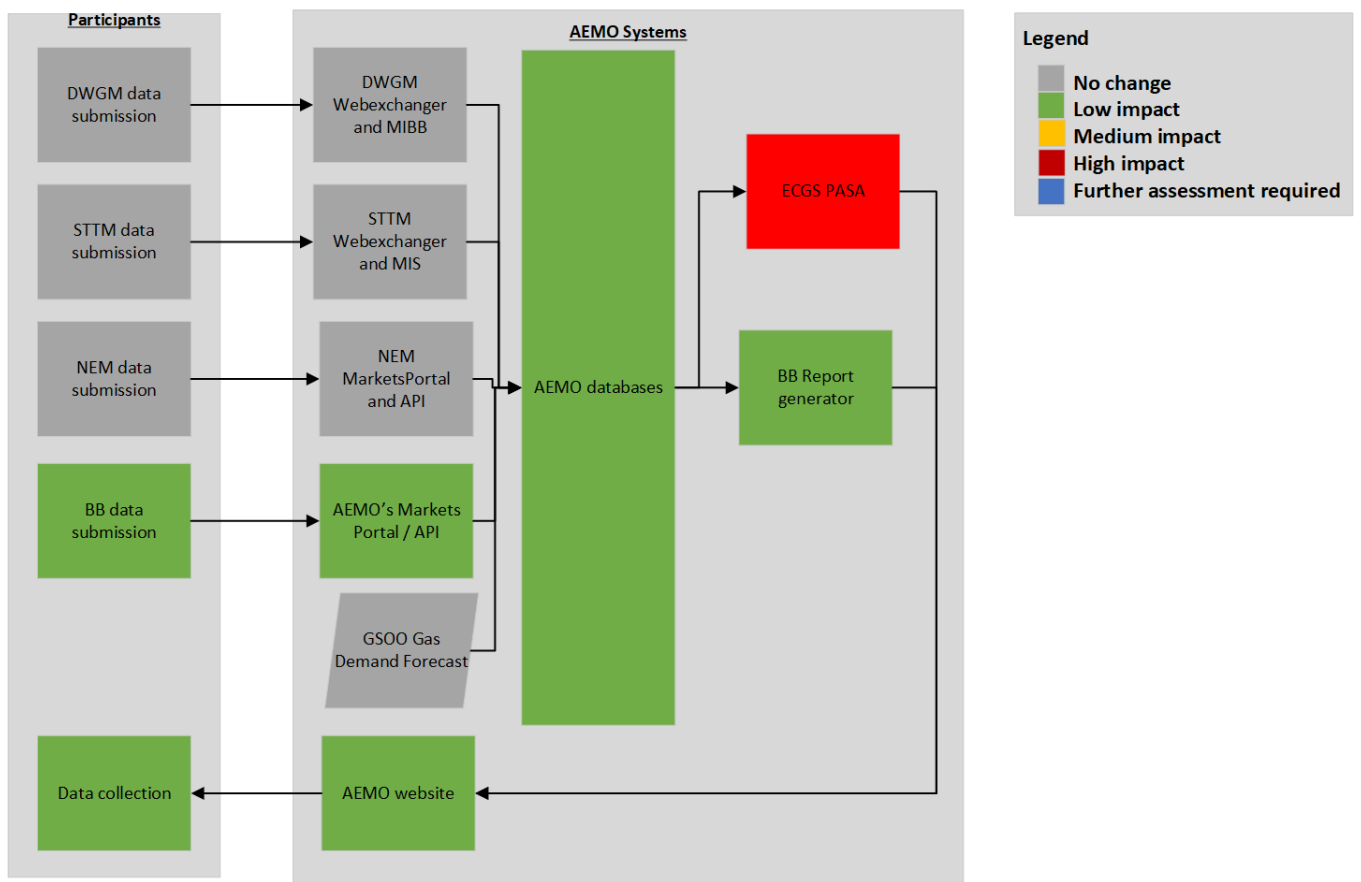 Participants
DWGM data
submission
STTM data
submission
NEM data
submission
BB data
submission
Data collection
AEMO Systems
DWGM
Webexchanger
and MIBB
STTM
Webexchanger
and MIS
NEM
MarketsPortal
and API
AEMO’s Markets
Portal / API
GSOO Gas
Demand Forecast
AEMO website
AEMO databases
ECGS PASA
BB Report
generator
Legend
No change
Low impact
Medium impact
High impact
Further assessment required